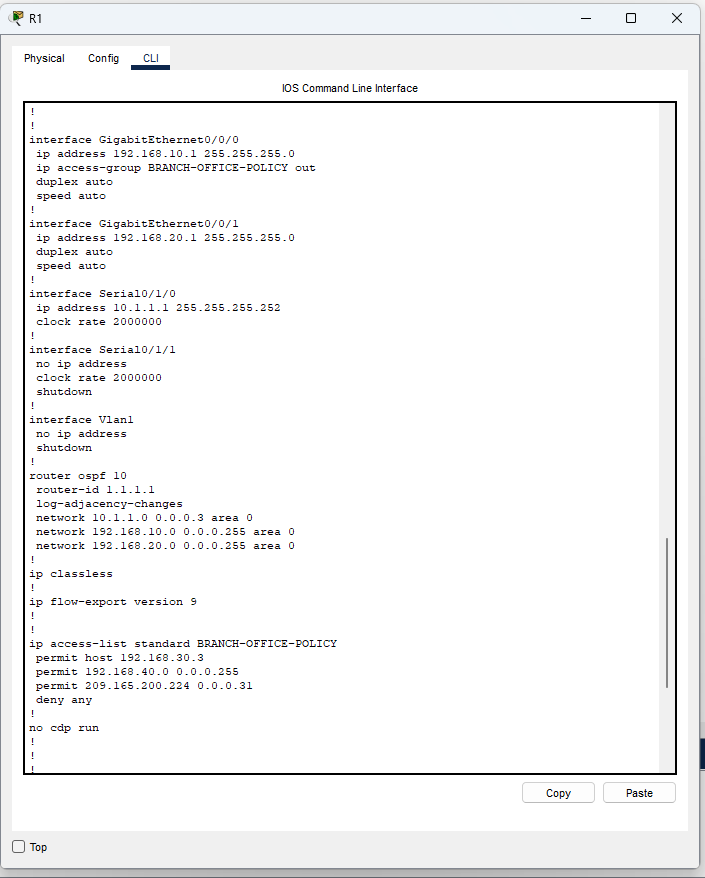 R1
Physical Config CLI
IOS Command Line Interface
!
!
interface GigabitEthernet0/0/0
 ip address 192.168.10.1 255.255.255.0
 ip access-group BRANCH-OFFICE-POLICY out
 duplex auto
 speed auto
!
interface GigabitEthernet0/0/1
 ip address 192.168.20.1 255.255.255.0
 duplex auto
 speed auto
!
interface Serial0/1/0
 ip address 10.1.1.1 255.255.255.252
 clock rate 2000000
!
interface Serial0/1/1
 no ip address
 clock rate 2000000
 shutdown
!
interface Vlan1
 no ip address
 shutdown
!
router ospf 10
 router-id 1.1.1.1
 log-adjacency-changes
 network 10.1.1.0 0.0.0.3 area 0
 network 192.168.10.0 0.0.0.255 area 0
 network 192.168.20.0 0.0.0.255 area 0
!
ip classless
!
ip flow-export version 9
!
!
ip access-list standard BRANCH-OFFICE-POLICY
 permit host 192.168.30.3
 permit 192.168.40.0 0.0.0.255
 permit 209.165.200.224 0.0.0.31
 deny any
!
no cdp run
!
!
!
Copy Paste
Top